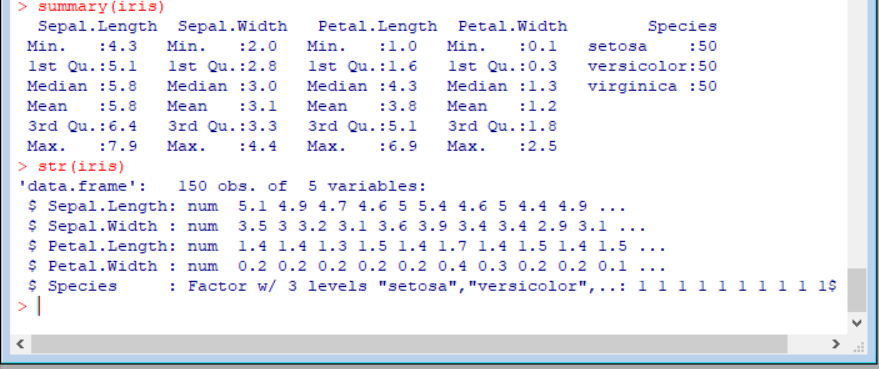 > summary(iris)
  Sepal.Length  Sepal.Width   Petal.Length  Petal.Width        Species
 Min.   :4.3   Min.   :2.0   Min.   :1.0   Min.   :0.1   setosa    :50
 1st Qu.:5.1   1st Qu.:2.8   1st Qu.:1.6   1st Qu.:0.3   versicolor:50
 Median :5.8   Median :3.0   Median :4.3   Median :1.3   virginica :50
 Mean   :5.8   Mean   :3.1   Mean   :3.8   Mean   :1.2
 3rd Qu.:6.4   3rd Qu.:3.3   3rd Qu.:5.1   3rd Qu.:1.8
 Max.   :7.9   Max.   :4.4   Max.   :6.9   Max.   :2.5
> str(iris)
'data.frame':   150 obs. of  5 variables:
 $ Sepal.Length: num  5.1 4.9 4.7 4.6 5 5.4 4.6 5 4.4 4.9 ...
 $ Sepal.Width : num  3.5 3 3.2 3.1 3.6 3.9 3.4 3.4 2.9 3.1 ...
 $ Petal.Length: num  1.4 1.4 1.3 1.5 1.4 1.7 1.4 1.5 1.4 1.5 ...
 $ Petal.Width : num  0.2 0.2 0.2 0.2 0.2 0.4 0.3 0.2 0.2 0.1 ...
 $ Species     : Factor w/ 3 levels "setosa","versicolor",..: 1 1 1 1 1 1 1 1 1 1$
>